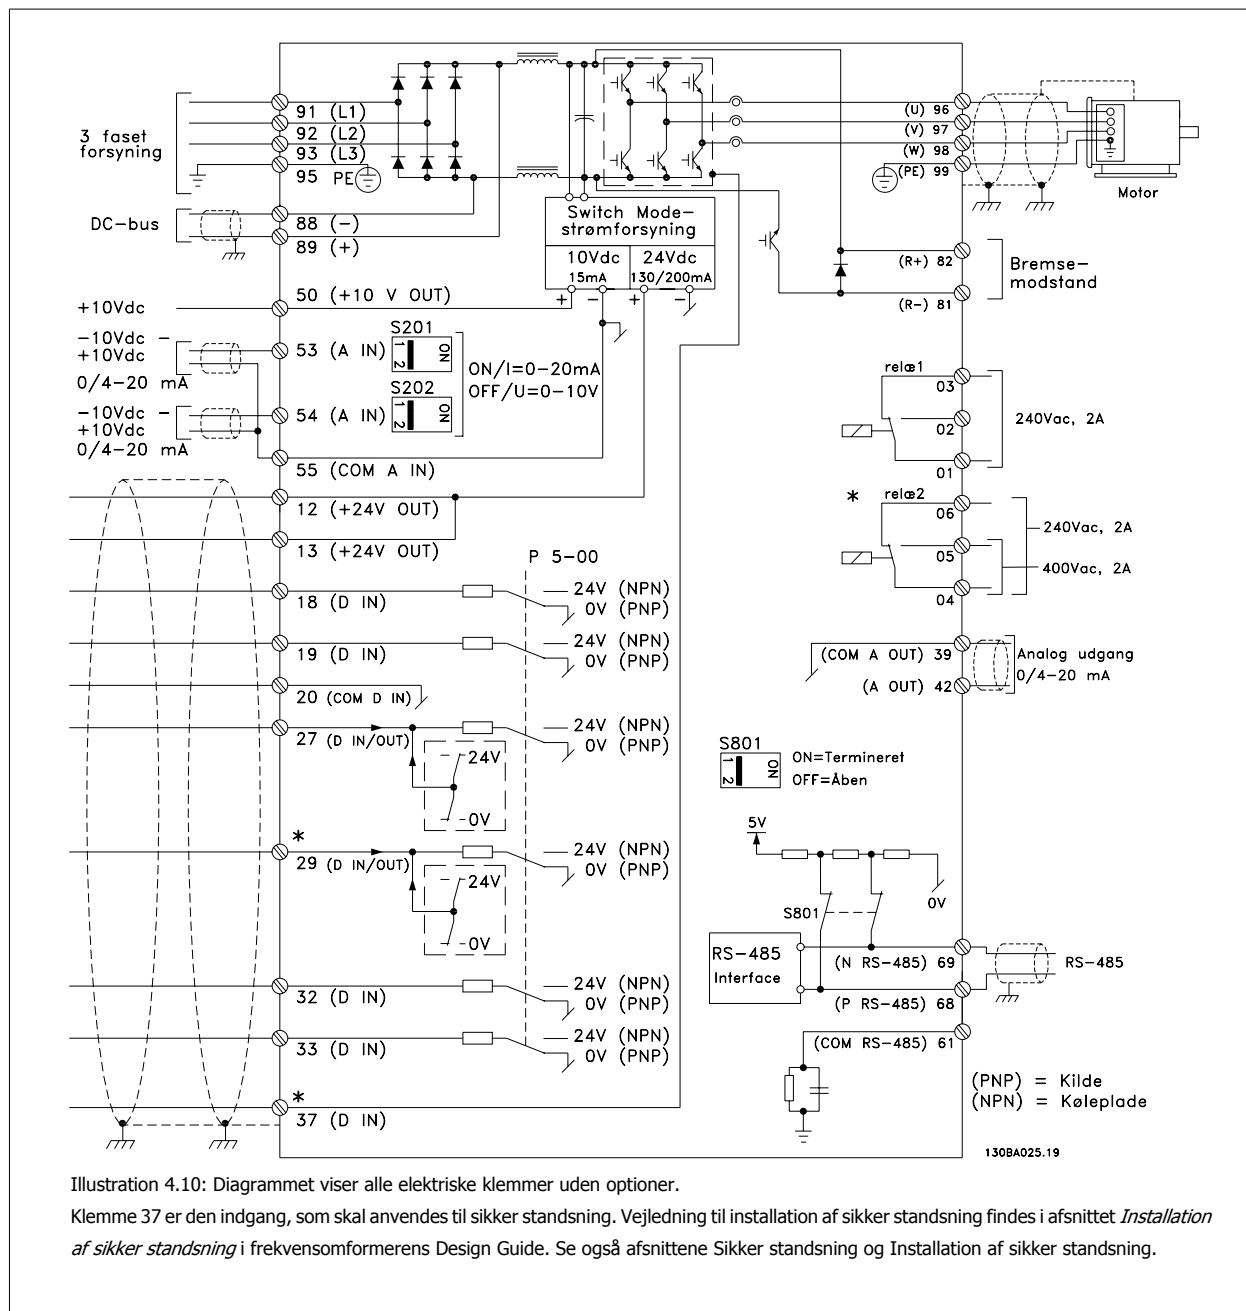 3 faset
forsyning
91 (L1)
92 (L2)
93 (L3)
95 PE
DC-bus
88 (-)
89 (+)
Switch Mode-
strømforsyning
10Vdc
15mA
24Vdc
130/200mA
+ - + -
(U) 96
(V) 97
(W) 98
(PE) 99
Motor
(R+) 82
(R-) 81
Bremse-
modstand
+10Vdc
50 (+10 V OUT)
-10Vdc -
+10Vdc
0/4-20 mA
53 (A IN)
S201
1 2 ON
ON/I=0-20mA
OFF/U=0-10V
S202
1 2 ON
-10Vdc -
+10Vdc
0/4-20 mA
54 (A IN)
55 (COM A IN)
12 (+24V OUT)
13 (+24V OUT)
relæ1
03
02
01
240Vac, 2A
*
relæ2
06
05
04
240Vac, 2A
400Vac, 2A
P 5-00
18 (D IN)
24V (NPN)
0V (PNP)
19 (D IN)
24V (NPN)
0V (PNP)
20 (COM D IN)
27 (D IN/OUT)
24V (NPN)
0V (PNP)
24V
0V
*
29 (D IN/OUT)
24V (NPN)
0V (PNP)
24V
0V
32 (D IN)
24V (NPN)
0V (PNP)
33 (D IN)
24V (NPN)
0V (PNP)
*
37 (D IN)
(COM A OUT) 39
(A OUT) 42
Analog udgang
0/4-20 mA
S801
1 2 ON
ON=Termineret
OFF=Åben
5V
S801
0V
RS-485
Interface
(N RS-485) 69
(P RS-485) 68
(COM RS-485) 61
RS-485
(PNP) = Kilde
(NPN) = Køleplade
130BA025.19
Illustration 4.10: Diagrammet viser alle elektriske klemmer uden optioner.
Klemme 37 er den indgang, som skal anvendes til sikker standsning. Vejledning til installation af sikker standsning findes i afsnittet Installation
af sikker standsning i frekvensomformerens Design Guide. Se også afsnittene Sikker standsning og Installation af sikker standsning.